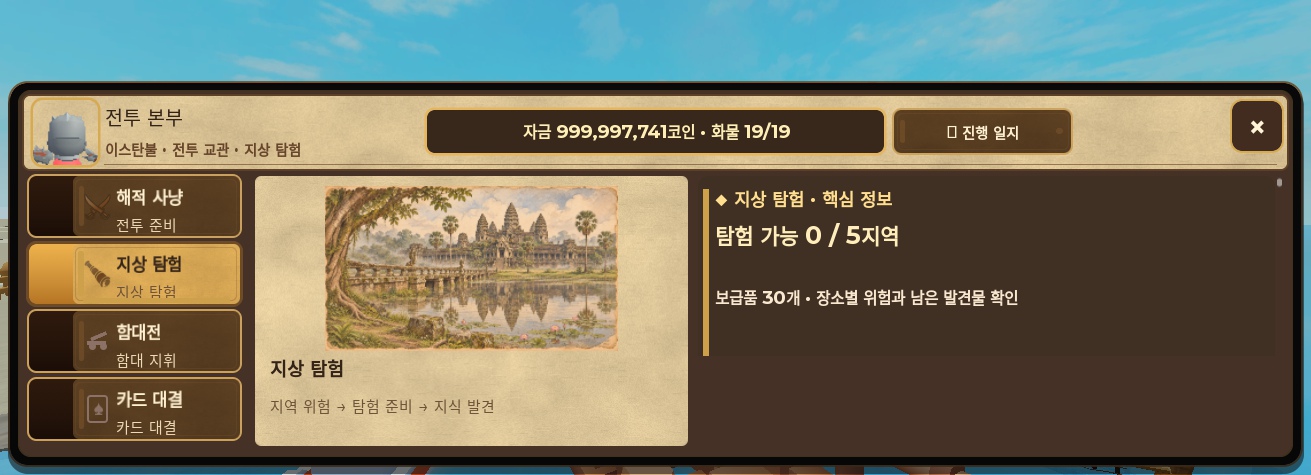 전투 본부
이스탄불 • 전투 교관 • 지상 탐험
자금 999,997,741코인 • 화물 19/19
진행 일지
×
해적 사냥
전투 준비
지상 탐험
지상 탐험
함대전
함대 지휘
카드 대결
카드 대결
지상 탐험
지역 위험 → 탐험 준비 → 지식 발견
◆ 지상 탐험 • 핵심 정보
탐험 가능 0 / 5지역
보급품 30개 • 장소별 위험과 남은 발견물 확인